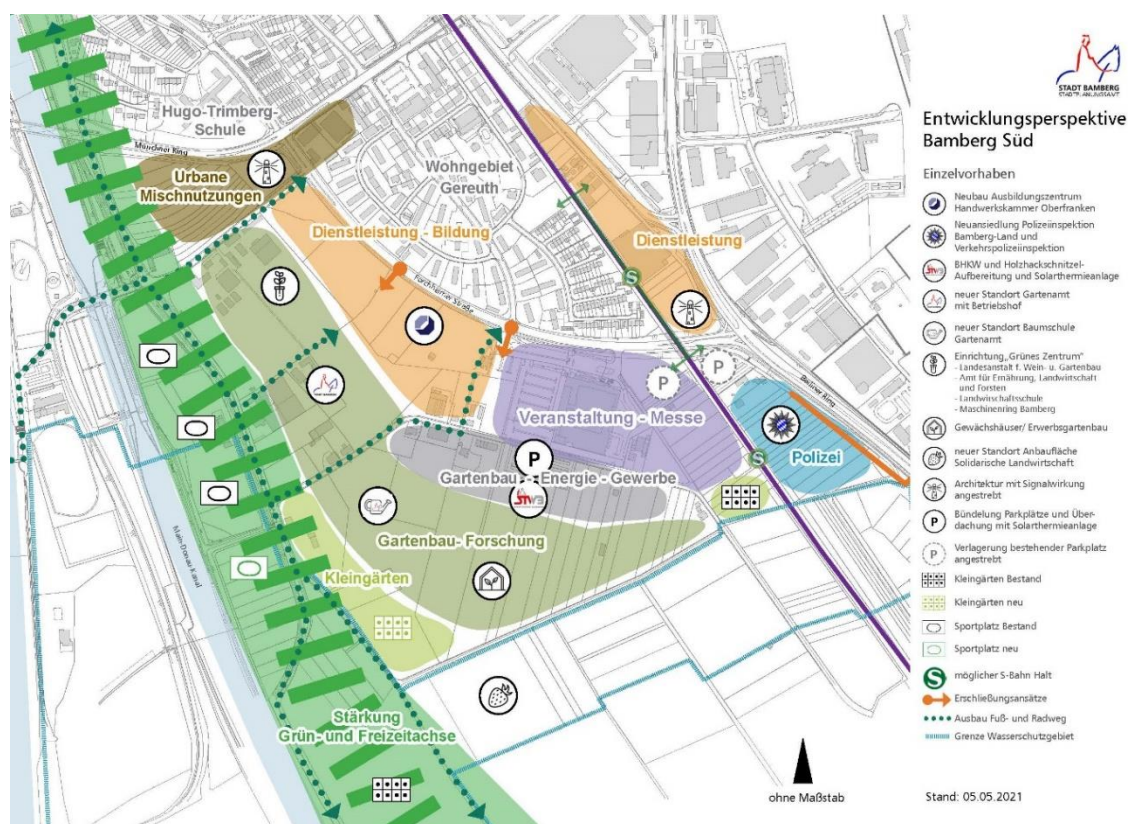 Hugo-Trimberg-
Schule
Münchner Ring
Urbane
Mischnutzungen
Wohngebiet
Gereuth
Dienstleistung - Bildung
Dienstleistung
Forchheimer Straße
S
P
P
Berliner Ring
Veranstaltung - Messe
Polizei
S
P
Gartenbau - Energie - Gewerbe
STWB
STADT BAMBERG
Gartenbau- Forschung
Main-Donau Kanal
Kleingärten
Stärkung
Grün- und Freizeitachse
ohne Maßstab
STADT BAMBERG
STADTPLANUNGSAMT
Entwicklungsperspektive
Bamberg Süd
Einzelvorhaben
Neubau Ausbildungszentrum
Handwerkskammer Oberfranken
Neuansiedlung Polizeiinspektion
Bamberg-Land und
Verkehrspolizeiinspektion
STWB
BHKW und Holzhackschnitzel-
Aufbereitung und Solarthermieanlage
neuer Standort Gartenamt
mit Betriebshof
neuer Standort Baumschule
Gartenamt
Einrichtung „Grünes Zentrum"
- Landesanstalt f. Wein- u. Gartenbau
- Amt für Ernährung, Landwirtschaft
und Forsten
- Landwirtschaftsschule
- Maschinenring Bamberg
Gewächshäuser/ Erwerbsgartenbau
neuer Standort Anbaufläche
Solidarische Landwirtschaft
Architektur mit Signalwirkung
angestrebt
P
Bündelung Parkplätze und Über-
dachung mit Solarthermieanlage
P
Verlagerung bestehender Parkplatz
angestrebt
Kleingärten Bestand
Kleingärten neu
Sportplatz Bestand
Sportplatz neu
S
möglicher S-Bahn Halt
Erschließungsansätze
Ausbau Fuß- und Radweg
Grenze Wasserschutzgebiet
Stand: 05.05.2021